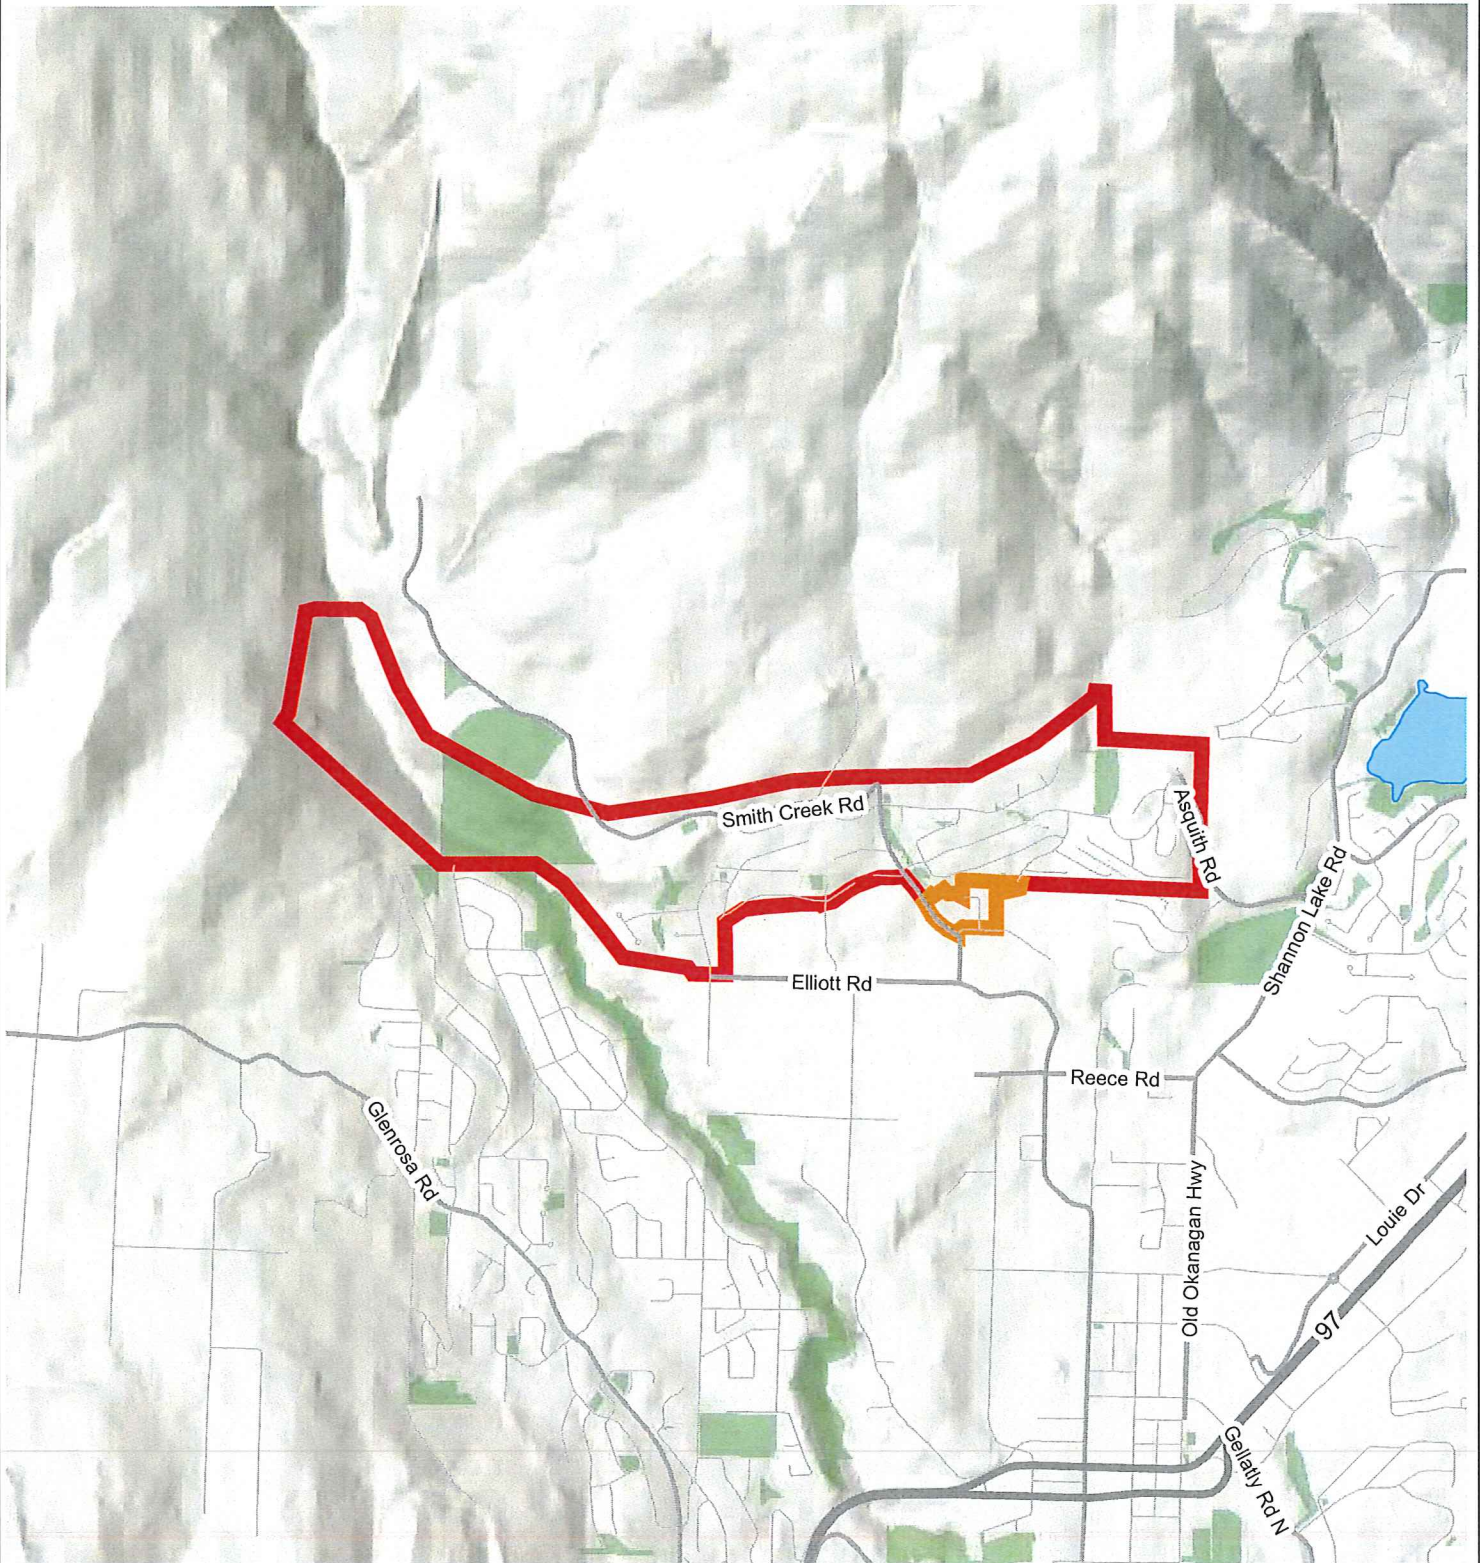 Smith Creek Rd
Asquith Rd
Shannon Lake Rd
Elliott Rd
Reece Rd
Glenrosa Rd
Old Okanagan Hwy
Louie Dr
97
Gellatly Rd N